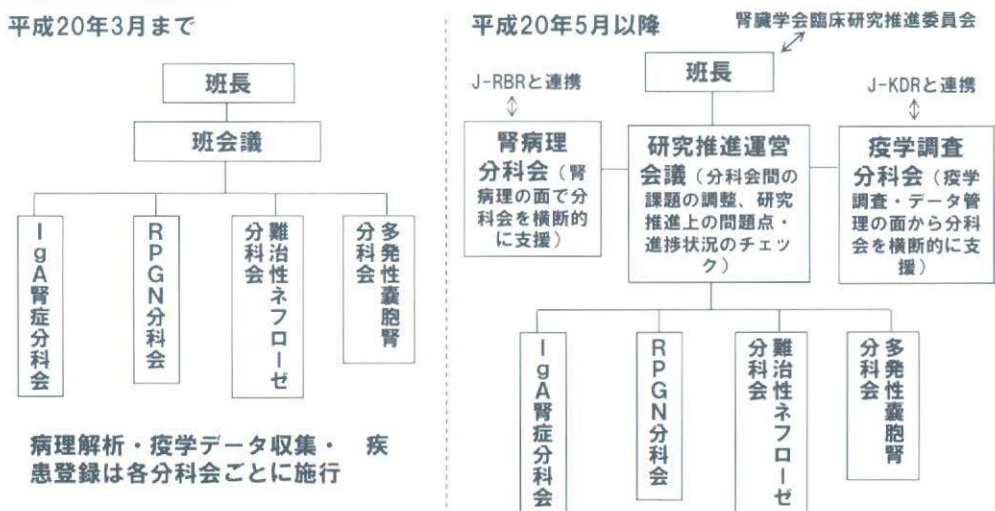 平成20年3月まで
班長
班会議
IgA腎症分科会
RPGN分科会
難治性ネフローゼ
分科会
多発性嚢胞腎
分科会
病理解析・疫学データ収集・　疾
患登録は各分科会ごとに施行
平成20年5月以降
腎臓学会臨床研究推進委員会
班長
J-RBRと連携
J-KDRと連携
腎病理
分科会（腎
病理の面で分
科会を横断的
に支援）
研究推進運営
会議（分科会間の
課題の調整、研究
推進上の問題点・
進捗状況のチェッ
ク）
疫学調査
分科会（疫学
調査・データ管
理の面から分科
会を横断的に支
援）
IgA腎症分科会
RPGN分科会
難治性ネフローゼ
分科会
多発性嚢胞腎
分科会